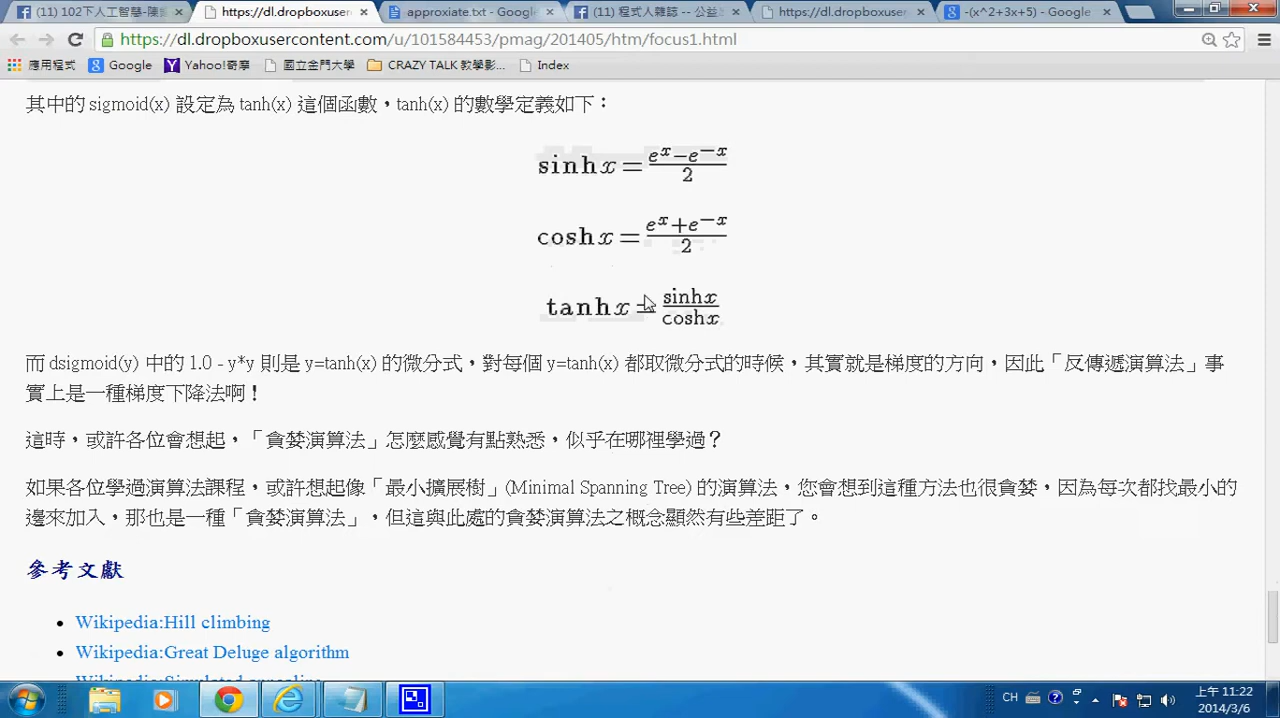 (11) 102下人工智慧-陳
https://dl.dropboxuser
approxiate.txt - Googl
(11) 程式人雜誌 -- 公益
https://dl.dropboxuser
-(x^2+3x+5) - Google
https://dl.dropboxusercontent.com/u/101584453/pmag/201405/htm/focus1.html
應用程式
Google
Yahoo!奇摩
國立金門大學
CRAZY TALK 教學影...
Index
其中的 sigmoid(x) 設定為 tanh(x) 這個函數，tanh(x) 的數學定義如下：
sinh x = (e^x − e^−x)/2
cosh x = (e^x + e^−x)/2
tanh x = sinh x/cosh x
而 dsigmoid(y) 中的 1.0 - y*y 則是 y=tanh(x) 的微分式，對每個 y=tanh(x) 都取微分式的時候，其實就是梯度的方向，因此「反傳遞演算法」事
實上是一種梯度下降法啊！
這時，或許各位會想起，「貪婪演算法」怎麼感覺有點熟悉，似乎在哪裡學過？
如果各位學過演算法課程，或許想起像「最小擴展樹」(Minimal Spanning Tree) 的演算法，您會想到這種方法也很貪婪，因為每次都找最小的
邊來加入，那也是一種「貪婪演算法」，但這與此處的貪婪演算法之概念顯然有些差距了。
參考文獻
Wikipedia:Hill climbing
Wikipedia:Great Deluge algorithm
Wikipedia:Simulated annealing
CH
上午 11:22
2014/3/6